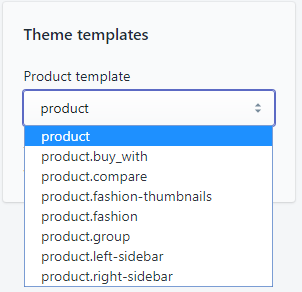 Theme templates
Product template
product
product
product.buy_with
product.compare
product.fashion-thumbnails
product.fashion
product.group
product.left-sidebar
product.right-sidebar